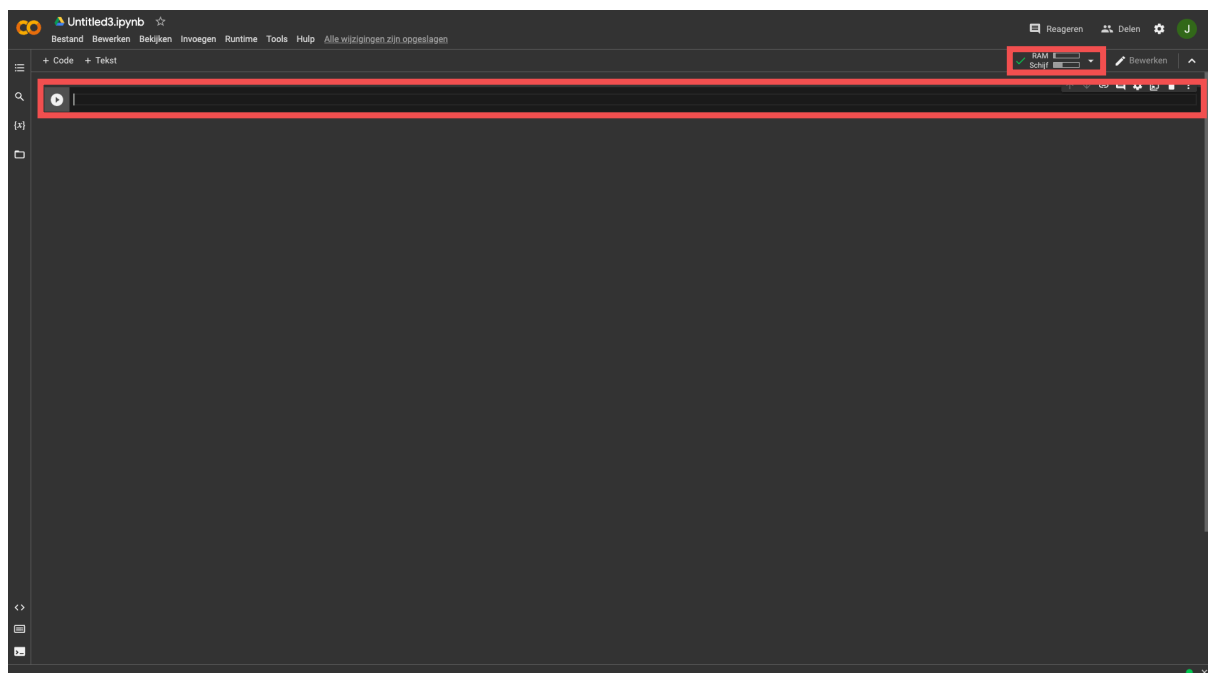 Untitled3.ipynb
Reageren Delen J
Bestand Bewerken Bekijken Invoegen Runtime Tools Hulp Alle wijzigingen zijn opgeslagen
+ Code + Tekst
RAM
Schijf
Bewerken
{x}